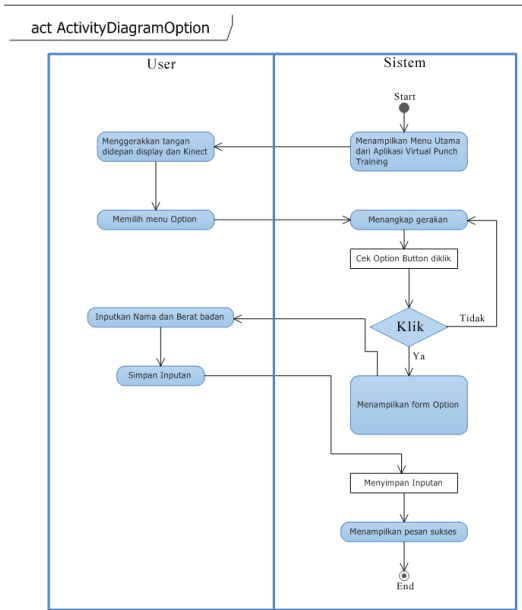 act ActivityDiagramOption
User
Sistem
Start
Menampilkan Menu Utama
dari Aplikasi Virtual Punch
Training
Menggerakkan tangan
didepan display dan Kinect
Memilih menu Option
Menangkap gerakan
Cek Option Button diklik
Klik
Tidak
Ya
Menampilkan form Option
Inputkan Nama dan Berat badan
Simpan Inputan
Menyimpan Inputan
Menampilkan pesan sukses
End